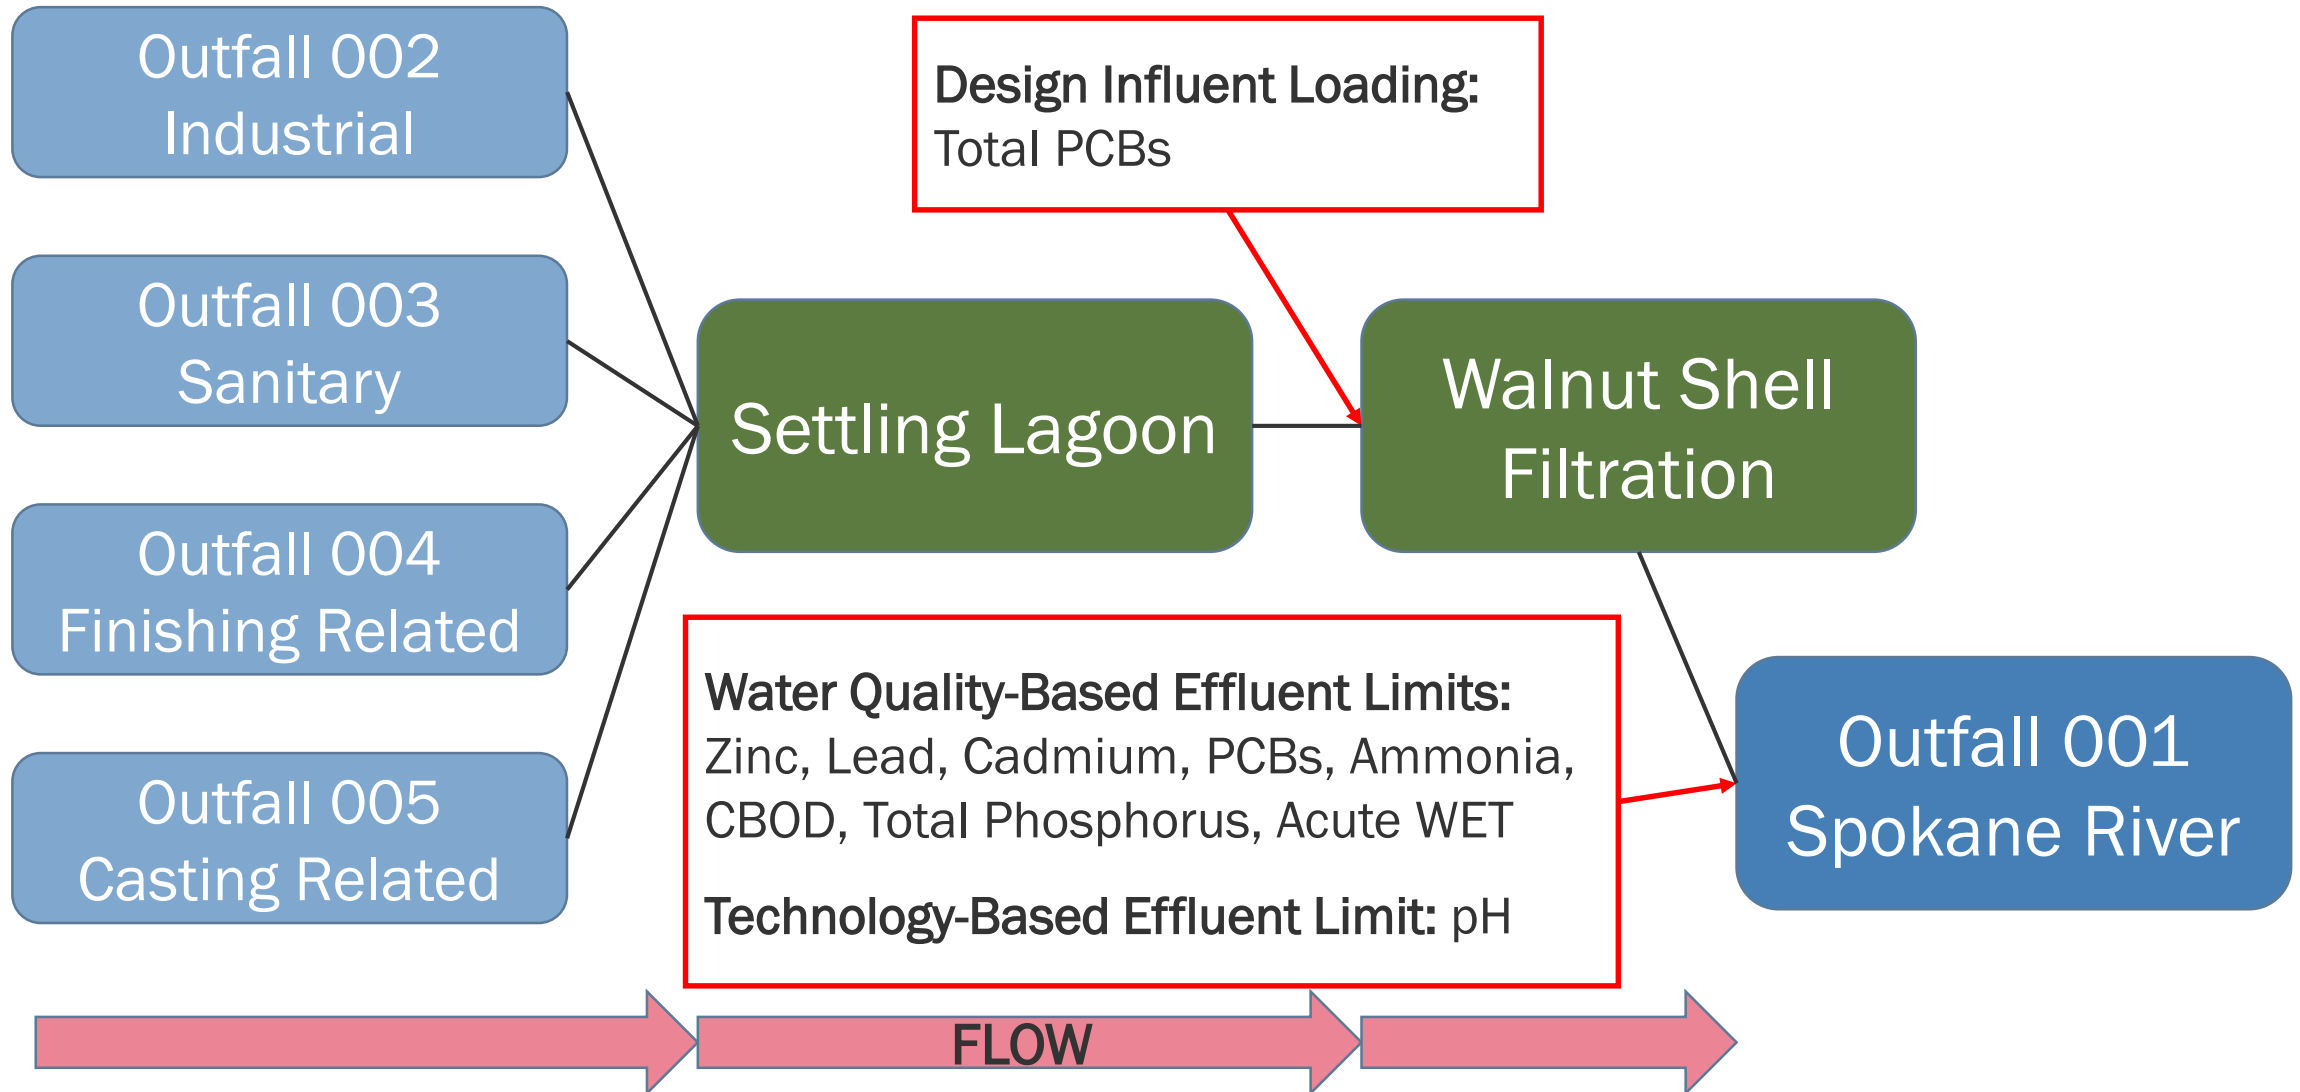 Outfall 002
Industrial
Outfall 003
Sanitary
Outfall 004
Finishing Related
Outfall 005
Casting Related
Design Influent Loading:
Total PCBs
Settling Lagoon
Walnut Shell
Filtration
Water Quality-Based Effluent Limits:
Zinc, Lead, Cadmium, PCBs, Ammonia,
CBOD, Total Phosphorus, Acute WET
Technology-Based Effluent Limit: pH
Outfall 001
Spokane River
FLOW